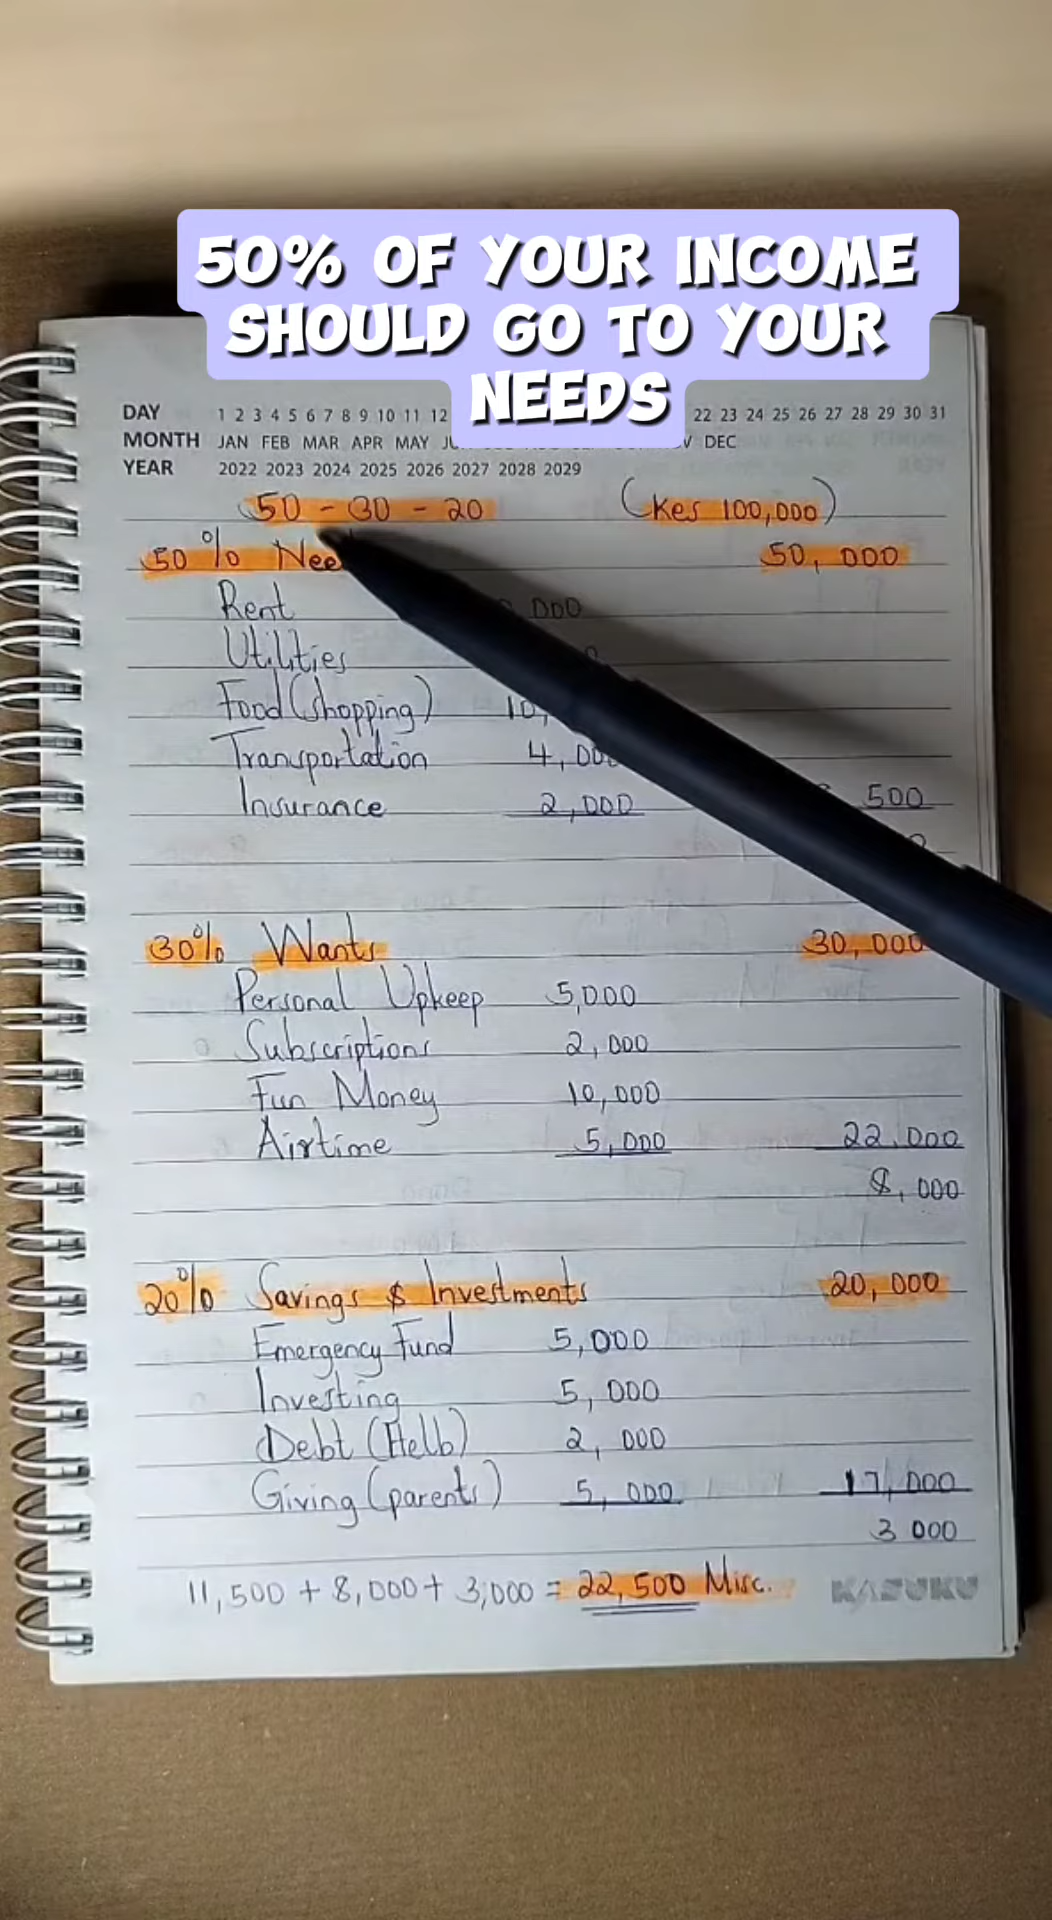 50% OF YOUR INCOME
SHOULD GO TO YOUR
NEEDS
DAY 1 2 3 4 5 6 7 8 9 10 11 12 22 23 24 25 26 27 28 29 30 31
MONTH JAN FEB MAR APR MAY DEC
YEAR 2022 2023 2024 2025 2026 2027 2028 2029
50 - 30 - 20 (Kes 100,000)
50% Nee 50,000
Rent 000
Utilities
Food (shopping) 10,
Transportation 4,000
Insurance 2,000 500
30% Wants 30,000
Personal Upkeep 5,000
Subscriptions 2,000
Fun Money 10,000
Airtime 5,000 22,000
8,000
20% Savings $ Investments 20,000
Emergency Fund 5,000
Investing 5,000
Debt (Helb) 2,000
Giving (parents) 5,000 17,000
3 000
11,500 + 8,000 + 3,000 = 22,500 Misc. KASUKU